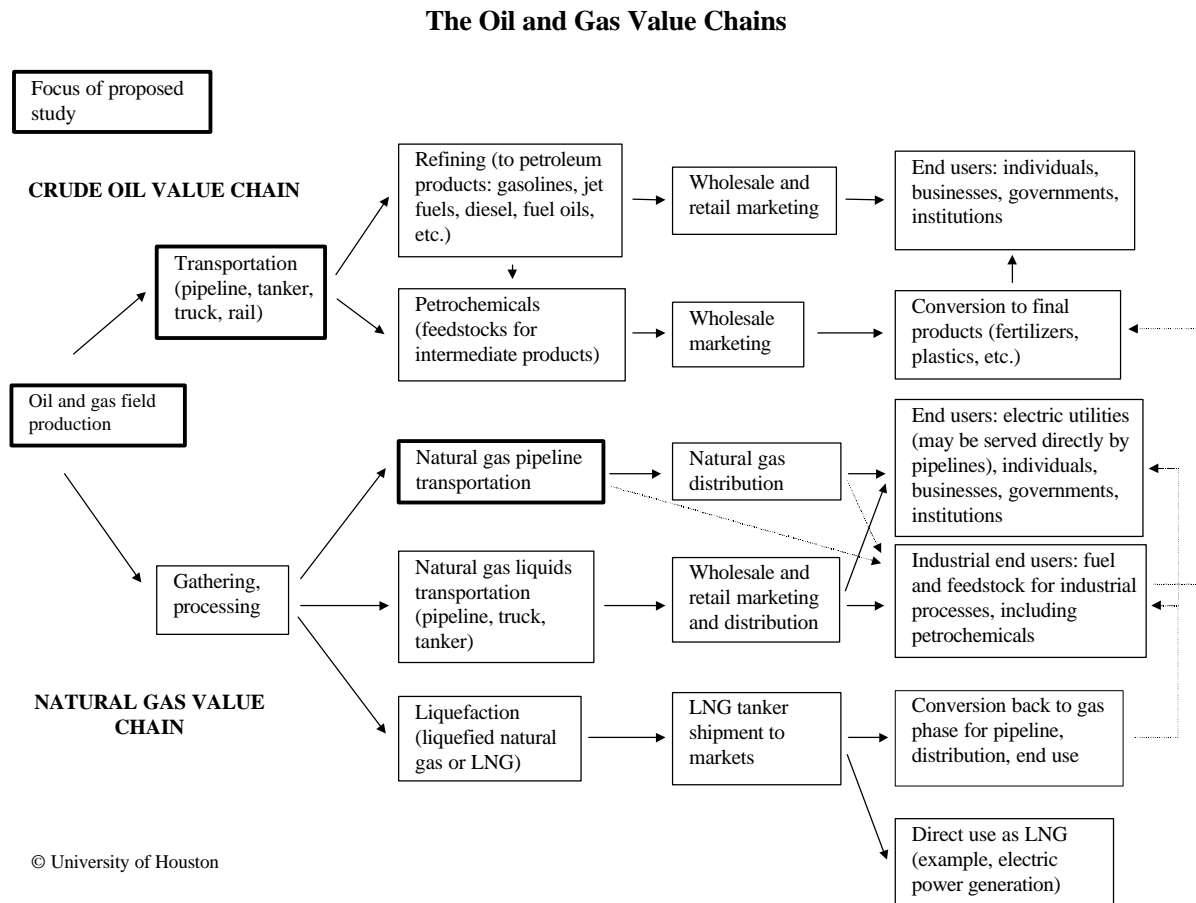 The Oil and Gas Value Chains
Focus of proposed
study
CRUDE OIL VALUE CHAIN
Refining (to petroleum
products: gasolines, jet
fuels, diesel, fuel oils,
etc.)
Wholesale and
retail marketing
End users: individuals,
businesses, governments,
institutions
Transportation
(pipeline, tanker,
truck, rail)
Petrochemicals
(feedstocks for
intermediate products)
Wholesale
marketing
Conversion to final
products (fertilizers,
plastics, etc.)
Oil and gas field
production
Natural gas pipeline
transportation
Natural gas
distribution
End users: electric utilities
(may be served directly by
pipelines), individuals,
businesses, governments,
institutions
Gathering,
processing
Natural gas liquids
transportation
(pipeline, truck,
tanker)
Wholesale and
retail marketing
and distribution
Industrial end users: fuel
and feedstock for industrial
processes, including
petrochemicals
NATURAL GAS VALUE
CHAIN
Liquefaction
(liquefied natural
gas or LNG)
LNG tanker
shipment to
markets
Conversion back to gas
phase for pipeline,
distribution, end use
Direct use as LNG
(example, electric
power generation)
© University of Houston